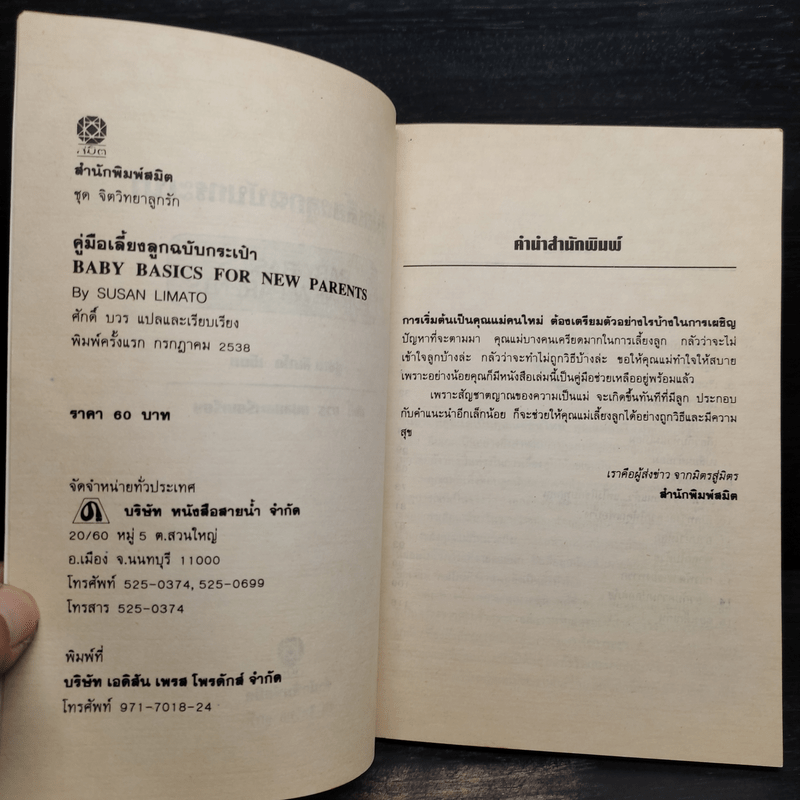 สมิต
สำนักพิมพ์สมิต
ชุด จิตวิทยาลูกรัก
คู่มือเลี้ยงลูกฉบับกระเป๋า
BABY BASICS FOR NEW PARENTS
By SUSAN LIMATO
ศักดิ์ บวร แปลและเรียบเรียง
พิมพ์ครั้งแรก กรกฎาคม 2538
ราคา 60 บาท
จัดจำหน่ายทั่วประเทศ
บริษัท หนังสือสายน้ำ จำกัด
20/60 หมู่ 5 ต.สวนใหญ่
อ.เมือง จ.นนทบุรี 11000
โทรศัพท์ 525-0374, 525-0699
โทรสาร 525-0374
พิมพ์ที่
บริษัท เอดิสัน เพรส โพรดักส์ จำกัด
โทรศัพท์ 971-7018-24
คำนำสำนักพิมพ์
การเริ่มต้นเป็นคุณแม่คนใหม่ ต้องเตรียมตัวอย่างไรบ้างในการเผชิญ
ปัญหาที่จะตามมา คุณแม่บางคนเครียดมากในการเลี้ยงลูก กลัวว่าจะไม่
เข้าใจลูกบ้างล่ะ กลัวว่าจะทำไม่ถูกวิธีบ้างล่ะ ขอให้คุณแม่ทำใจให้สบาย
เพราะอย่างน้อยคุณก็มีหนังสือเล่มนี้เป็นคู่มือช่วยเหลืออยู่พร้อมแล้ว
เพราะสัญชาตญาณของความเป็นแม่ จะเกิดขึ้นทันทีที่มีลูก ประกอบ
กับคำแนะนำอีกเล็กน้อย ก็จะช่วยให้คุณแม่เลี้ยงลูกได้อย่างถูกวิธีและมีความ
สุข
เราคือผู้ส่งข่าว จากมิตรสู่มิตร
สำนักพิมพ์สมิต